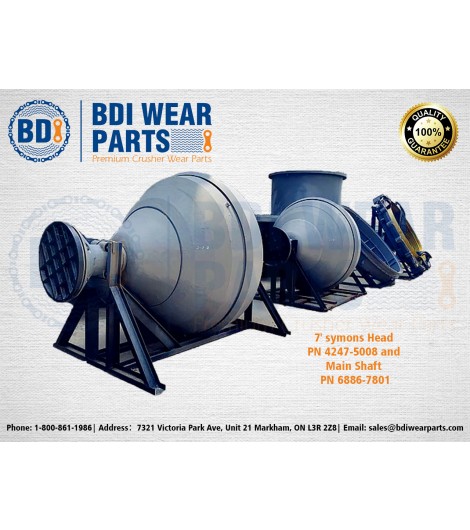 BDI
BDI WEAR
PARTS
Premium Crusher Wear Parts
QUALITY
100%
GUARANTEE
BDI WEAR
7' symons Head
PN 4247-5008 and
Main Shaft
PN 6886-7801
Phone: 1-800-861-1986| Address: 7321 Victoria Park Ave, Unit 21 Markham, ON L3R 2Z8| Email: sales@bdiwearparts.com